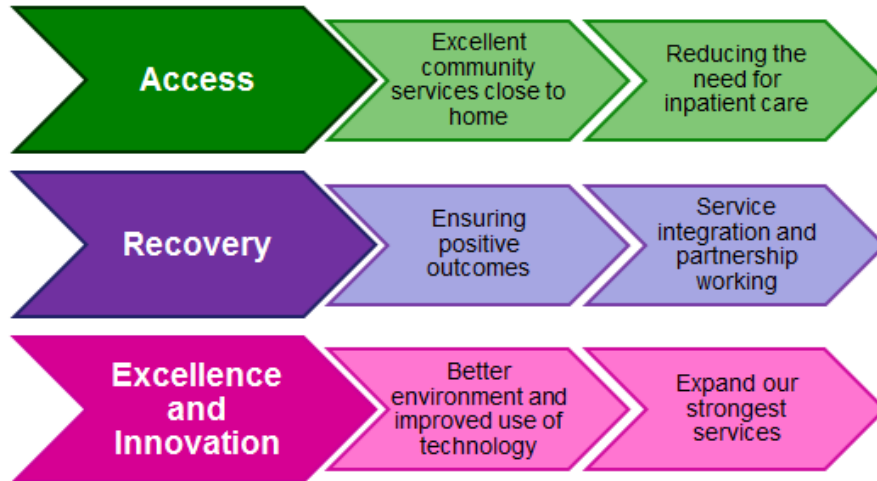 Access
Excellent
community
services close to
home
Reducing the
need for
inpatient care
Recovery
Ensuring
positive
outcomes
Service
integration and
partnership
working
Excellence
and
Innovation
Better
environment and
improved use of
technology
Expand our
strongest
services